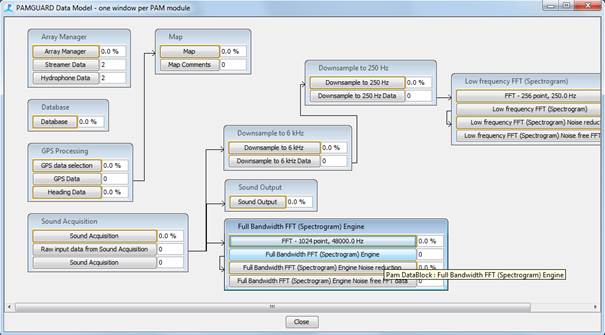 PAMGUARD Data Model - one window per PAM module
Array Manager
Array Manager 0.0 %
Streamer Data 2
Hydrophone Data 2
Map
Map 0.0 %
Map Comments 0
Downsample to 250 Hz
Downsample to 250 Hz 0.0 %
Downsample to 250 Hz Data 0
Low frequency FFT (Spectrogram)
FFT - 256 point, 250.0 Hz
Low frequency FFT (Spectrogram)
Low frequency FFT (Spectrogram) Noise redu
Low frequency FFT (Spectrogram) Noise free FFT
Database
Database 0.0 %
GPS Processing
GPS data selection 0.0 %
GPS Data 0
Heading Data 0.0 %
Downsample to 6 kHz
Downsample to 6 kHz 0.0 %
Downsample to 6 kHz Data 0
Sound Output
Sound Output 0.0 %
Sound Acquisition
Sound Acquisition 0.0 %
Raw input data from Sound Acquisition 0
Sound Acquisition 0
Full Bandwidth FFT (Spectrogram) Engine
FFT - 1024 point, 48000.0 Hz 0.0 %
Full Bandwidth FFT (Spectrogram) Engine 0
Full Bandwidth FFT (Spectrogram) Engine Noise reduction 0.0 %
Pam DataBlock : Full Bandwidth FFT (Spectrogram) Engine
Full Bandwidth FFT (Spectrogram) Engine Noise free FFT data 0
Close